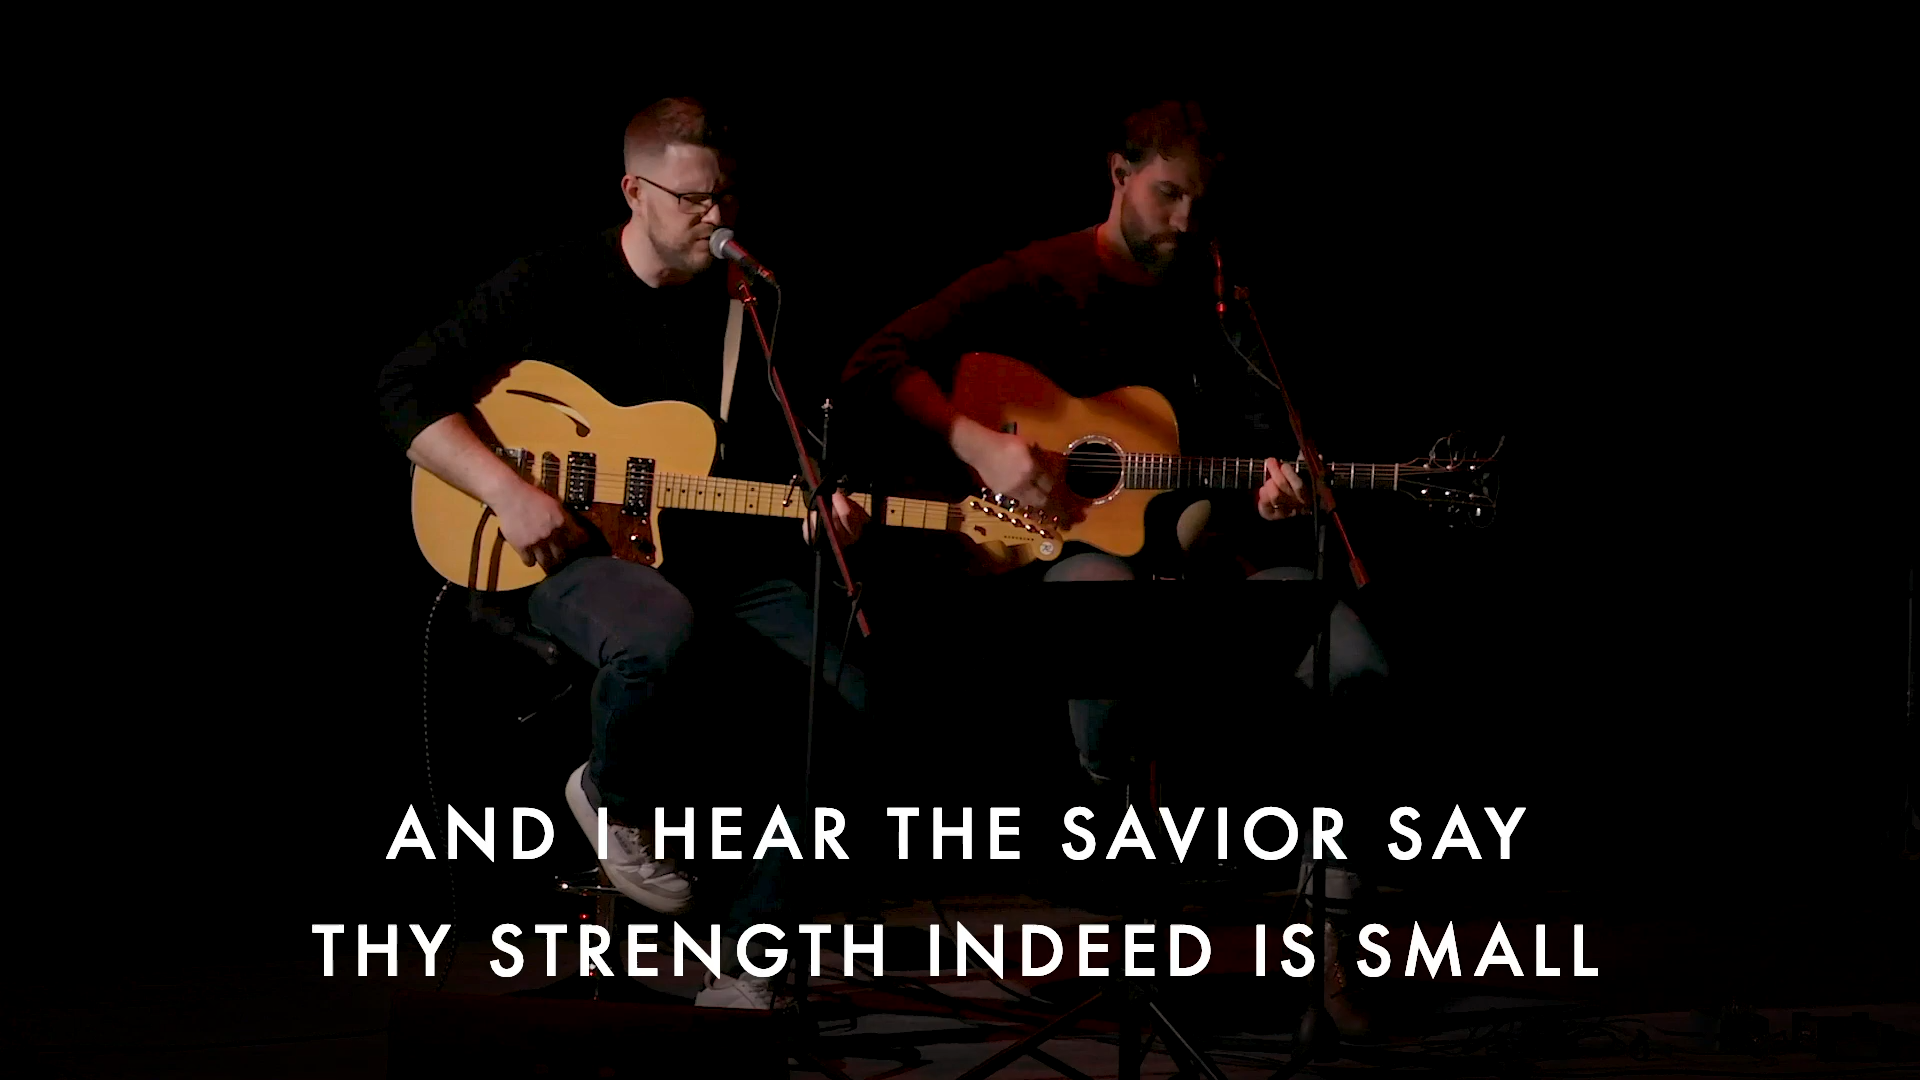 AND I HEAR THE SAVIOR SAY
THY STRENGTH INDEED IS SMALL